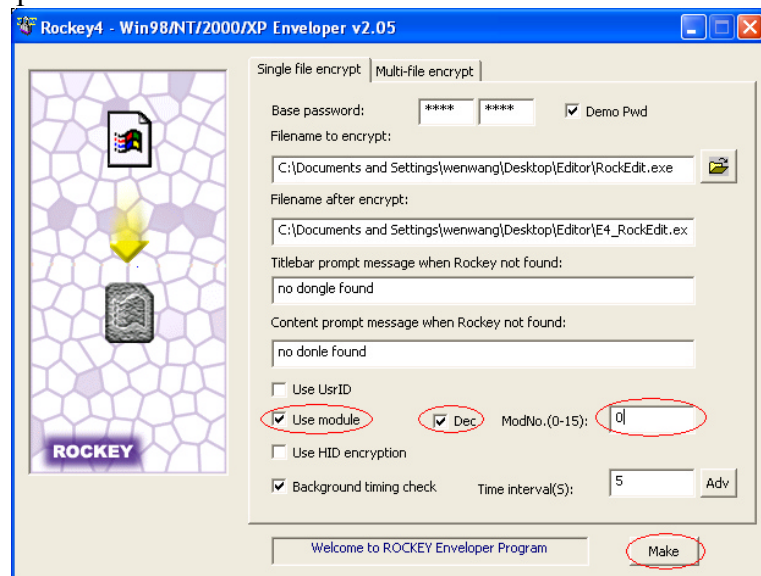 Rockey4 - Win98/NT/2000/XP Enveloper v2.05
Single file encrypt Multi-file encrypt
Base password: **** **** Demo Pwd
Filename to encrypt:
C:\Documents and Settings\wenwang\Desktop\Editor\RockEdit.exe
Filename after encrypt:
C:\Documents and Settings\wenwang\Desktop\Editor\E4_RockEdit.ex
Titlebar prompt message when Rockey not found:
no dongle found
Content prompt message when Rockey not found:
no donle found
Use UsrID
Use module Dec ModNo.(0-15): 0
ROCKEY
Use HID encryption
Background timing check Time interval(S): 5 Adv
Welcome to ROCKEY Enveloper Program Make